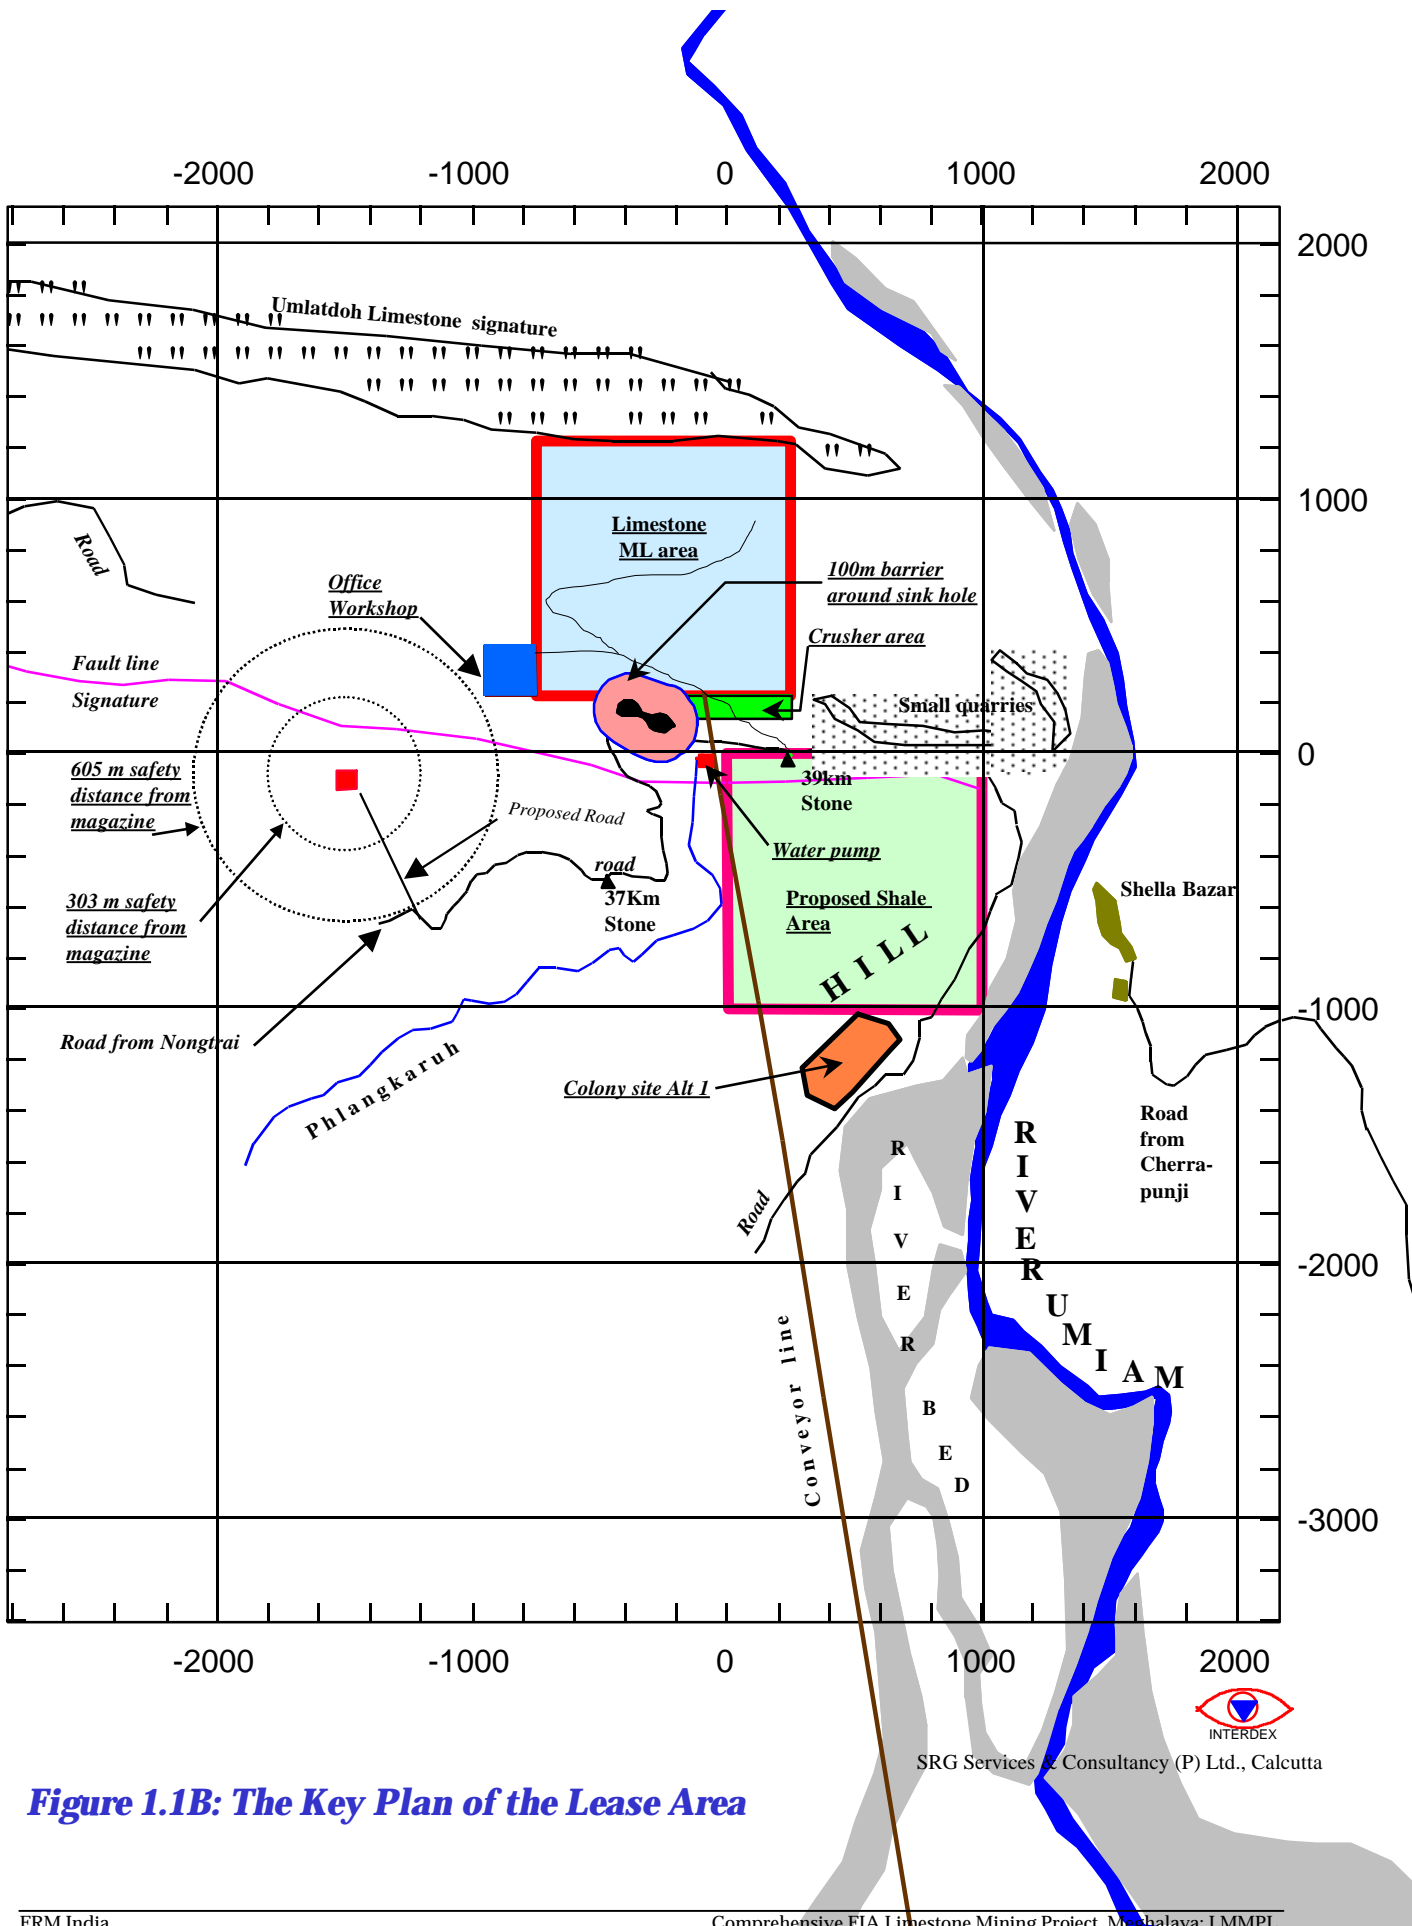 -2000 -1000 0 1000 2000
2000
Umlatdoh Limestone signature
1000
Road
Limestone
ML area
Office
Workshop
100m barrier
around sink hole
Crusher area
Fault line
Signature
Small quarries
0
605 m safety
distance from
magazine
39km
Stone
Proposed Road
Water pump
road
37Km
Stone
303 m safety
distance from
magazine
Proposed Shale
Area
HILL
Shella Bazar
-1000
Road from Nongtrai
Phlangkaruh
Colony site Alt 1
Road
from
Cherra-
punji
RIVER UMIAM
RIVER BED
Road
-2000
Conveyor line
-3000
-2000 -1000 0 1000 2000
INTERDEX
SRG Services & Consultancy (P) Ltd., Calcutta
Figure 1.1B: The Key Plan of the Lease Area
ERM India
Comprehensive EIA Limestone Mining Project, Meghalaya: LMMPL